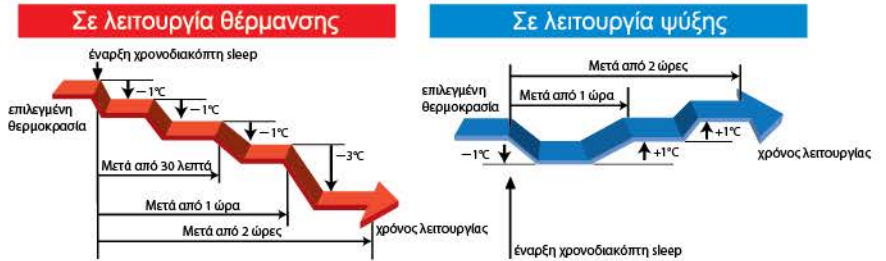 Σε λειτουργία θέρμανσης
έναρξη χρονοδιακόπτη sleep
−1℃
επιλεγμένη
θερμοκρασία
−1℃
−1℃
−3℃
Μετά από 30 λεπτά
Μετά από 1 ώρα
χρόνος λειτουργίας
Μετά από 2 ώρες
Σε λειτουργία ψύξης
Μετά από 2 ώρες
επιλεγμένη
θερμοκρασία
Μετά από 1 ώρα
−1℃
+1℃
+1℃
χρόνος λειτουργίας
έναρξη χρονοδιακόπτη sleep